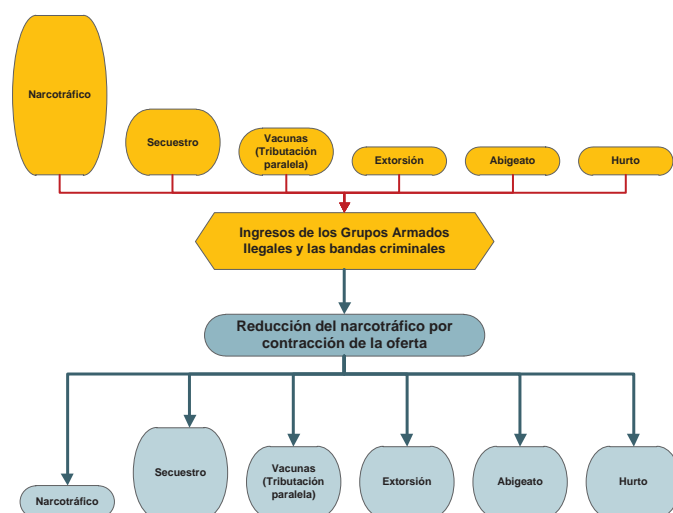 Narcotráfico
Secuestro
Vacunas
(Tributación
paralela)
Extorsión
Abigeato
Hurto
Ingresos de los Grupos Armados
Ilegales y las bandas criminales
Reducción del narcotráfico por
contracción de la oferta
Narcotráfico
Secuestro
Vacunas
(Tributación
paralela)
Extorsión
Abigeato
Hurto